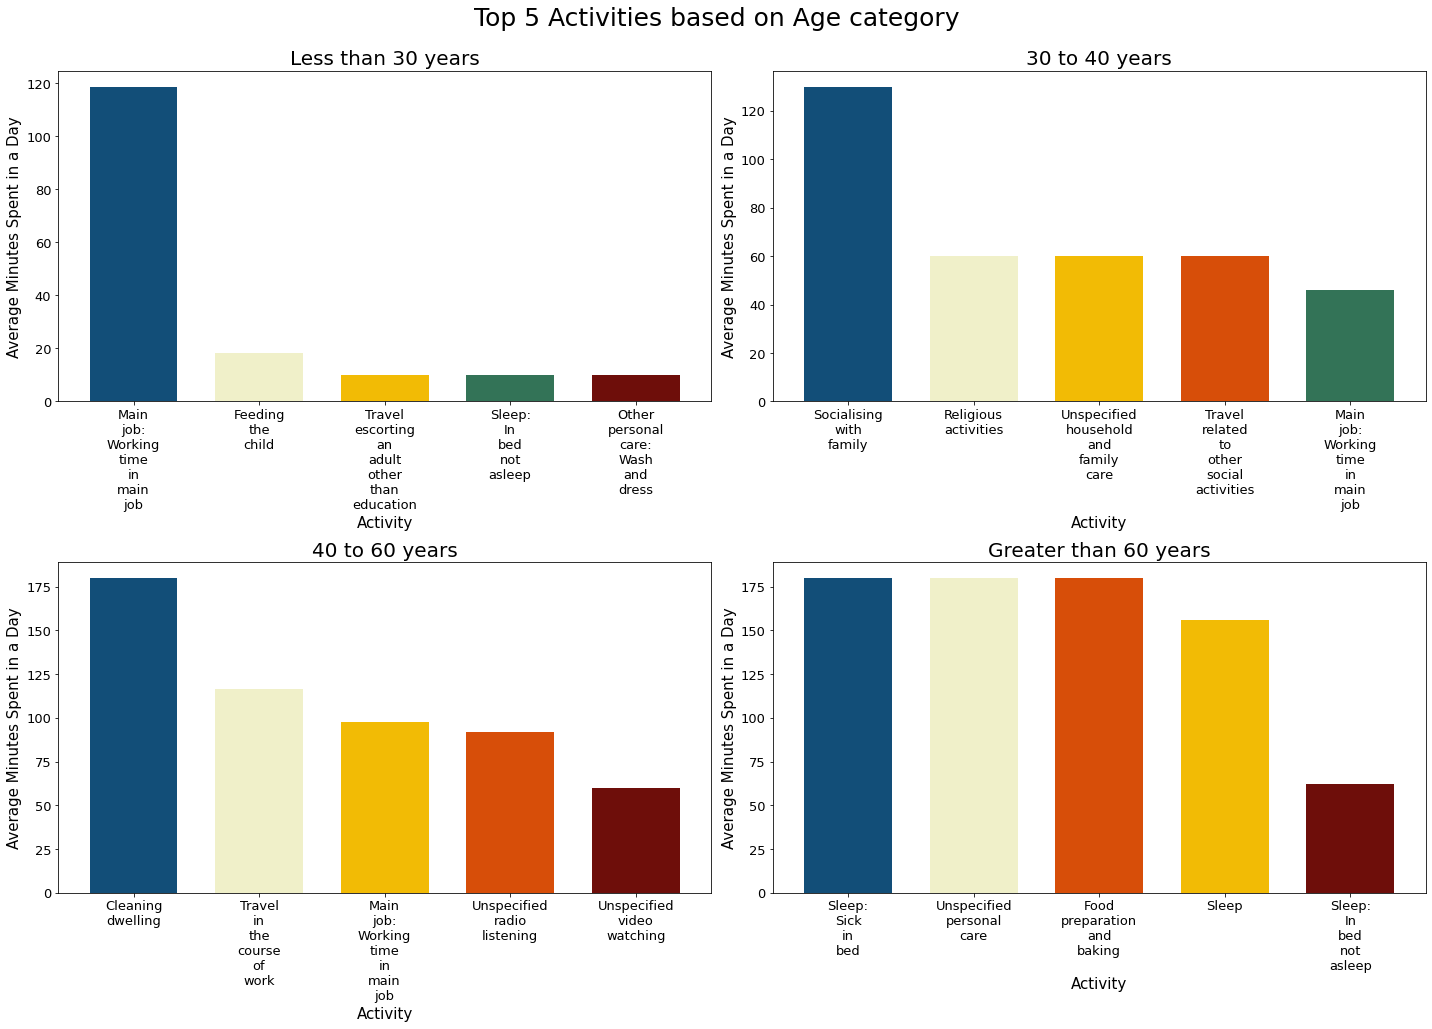 Top 5 Activities based on Age category
Less than 30 years
Average Minutes Spent in a Day
120
100
80
60
40
20
0
Main
job:
Working
time
in
main
job
Feeding
the
child
Travel
escorting
an
adult
other
than
education
Sleep:
In
bed
not
asleep
Other
personal
care:
Wash
and
dress
Activity
30 to 40 years
Average Minutes Spent in a Day
120
100
80
60
40
20
0
Socialising
with
family
Religious
activities
Unspecified
household
and
family
care
Travel
related
to
other
social
activities
Main
job:
Working
time
in
main
job
Activity
40 to 60 years
Average Minutes Spent in a Day
175
150
125
100
75
50
25
0
Cleaning
dwelling
Travel
in
the
course
of
work
Main
job:
Working
time
in
main
job
Unspecified
radio
listening
Unspecified
video
watching
Activity
Greater than 60 years
Average Minutes Spent in a Day
175
150
125
100
75
50
25
0
Sleep:
Sick
in
bed
Unspecified
personal
care
Food
preparation
and
baking
Sleep
Sleep:
In
bed
not
asleep
Activity